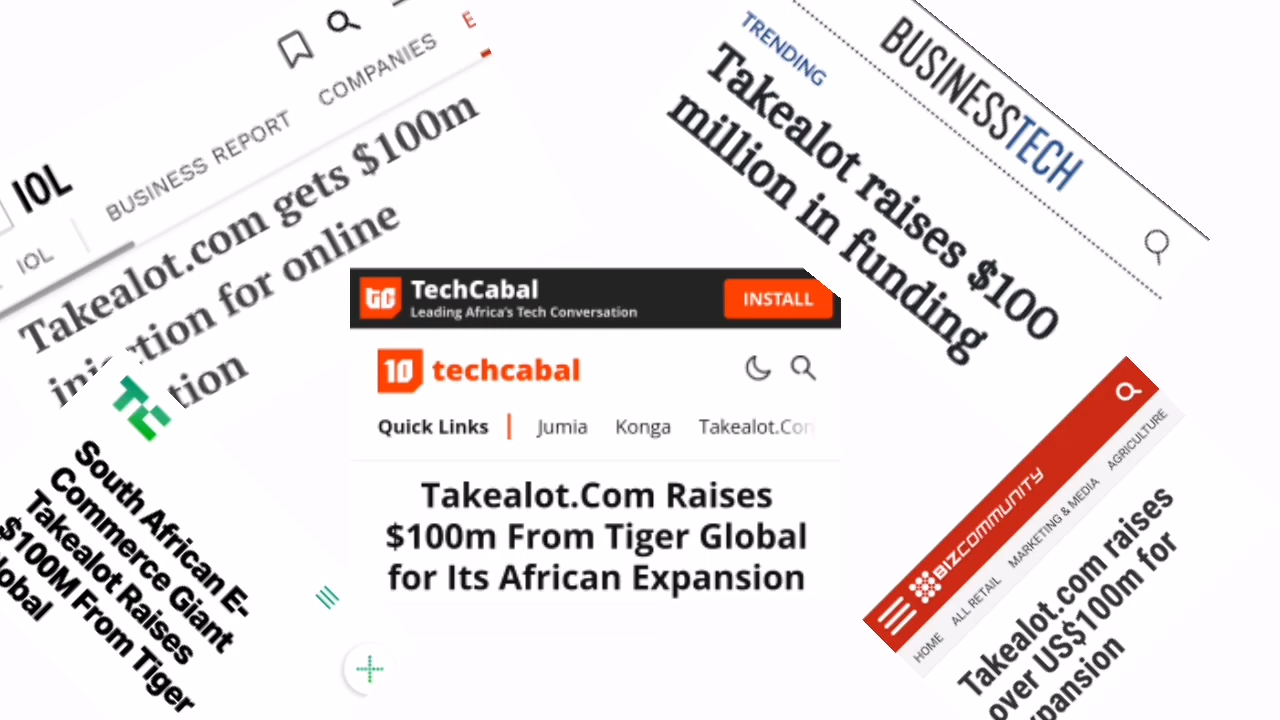 IOL
IOL
BUSINESS REPORT
COMPANIES
Takealot.com gets $100m
injection for online
tion
TRENDING
BUSINESSTECH
Takealot raises $100
million in funding
TechCabal
Leading Africa's Tech Conversation
INSTALL
techcabal
Quick Links
Jumia
Konga
Takealot.Com
Takealot.Com Raises
$100m From Tiger Global
for Its African Expansion
South African E-
Commerce Giant
Takealot Raises
$100M From Tiger
lobal
BIZCOMMUNITY
HOME
ALL RETAIL
MARKETING & MEDIA
AGRICULTURE
Takealot.com raises
over US$100m for
xpansion